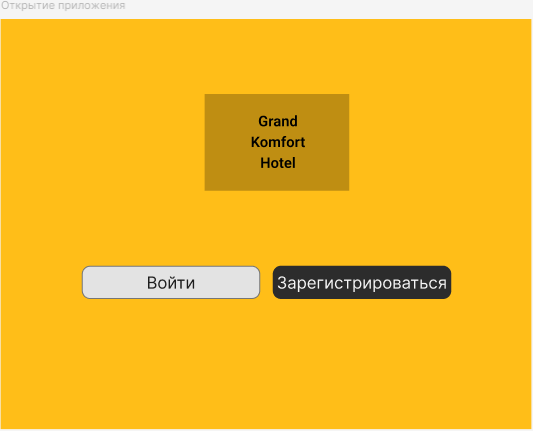 Открытие приложения
Grand
Komfort
Hotel
Войти
Зарегистрироваться